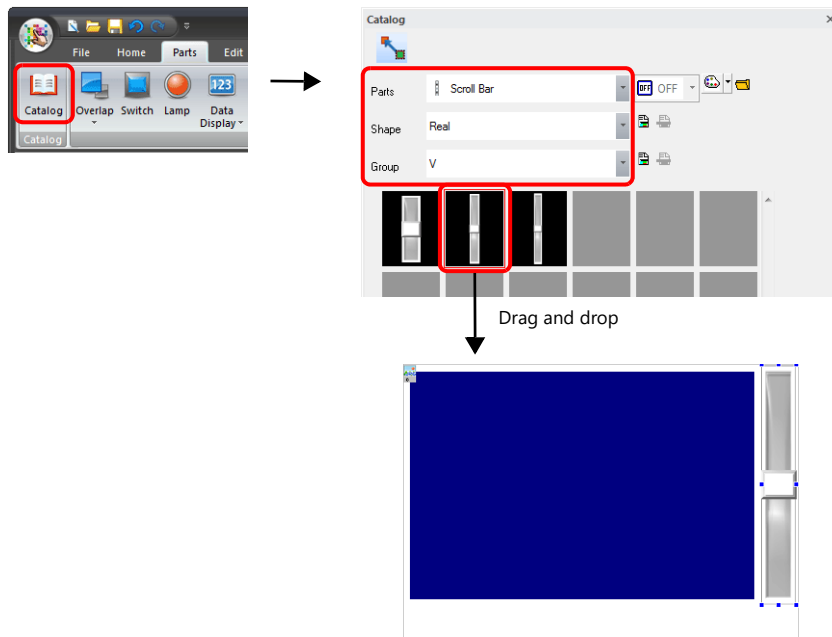 File Home Parts Edit
Catalog Overlap Switch Lamp Data
Display
Catalog
Catalog
Parts Scroll Bar OFF OFF
Shape Real
Group V
Drag and drop